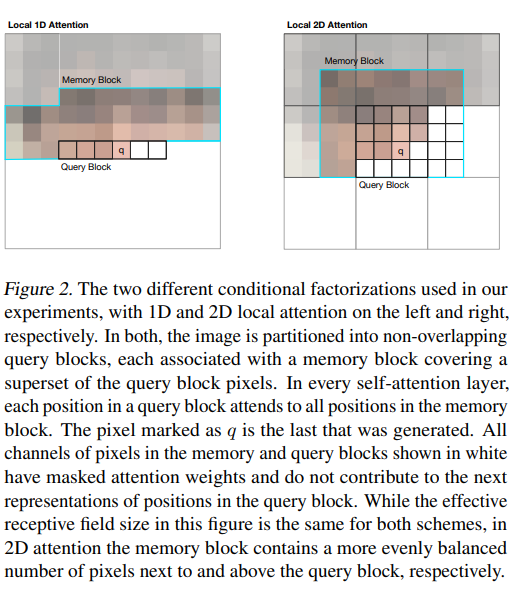 Local 1D Attention
Memory Block
q
Query Block
Local 2D Attention
Memory Block
q
Query Block
Figure 2. The two different conditional factorizations used in our
experiments, with 1D and 2D local attention on the left and right,
respectively. In both, the image is partitioned into non-overlapping
query blocks, each associated with a memory block covering a
superset of the query block pixels. In every self-attention layer,
each position in a query block attends to all positions in the memory
block. The pixel marked as q is the last that was generated. All
channels of pixels in the memory and query blocks shown in white
have masked attention weights and do not contribute to the next
representations of positions in the query block. While the effective
receptive field size in this figure is the same for both schemes, in
2D attention the memory block contains a more evenly balanced
number of pixels next to and above the query block, respectively.